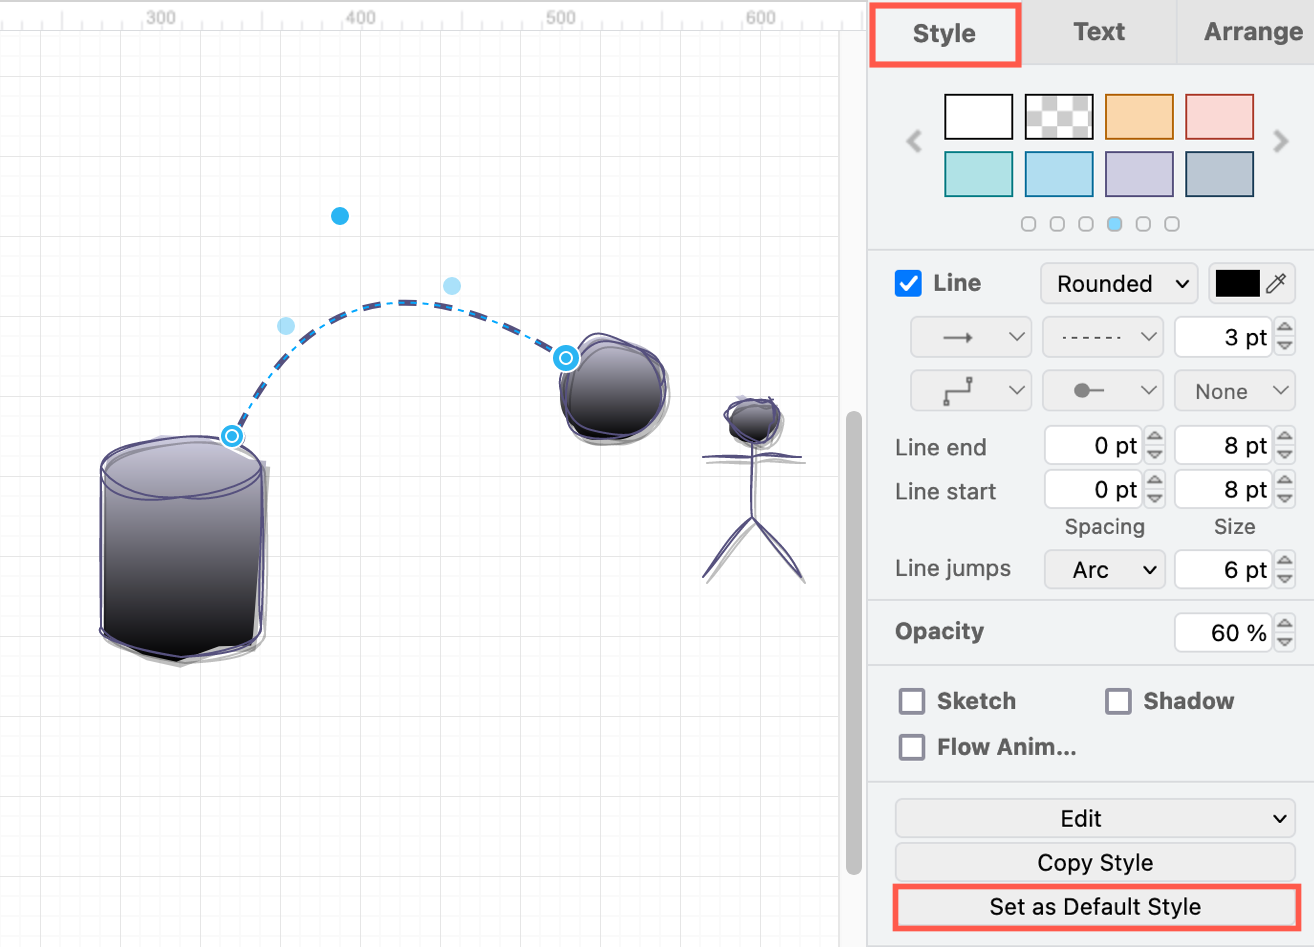 300 400 500 600
Style Text Arrange
Line Rounded
3 pt
None
Line end 0 pt 8 pt
Line start 0 pt 8 pt
Spacing Size
Line jumps Arc 6 pt
Opacity 60 %
Sketch Shadow
Flow Anim...
Edit
Copy Style
Set as Default Style